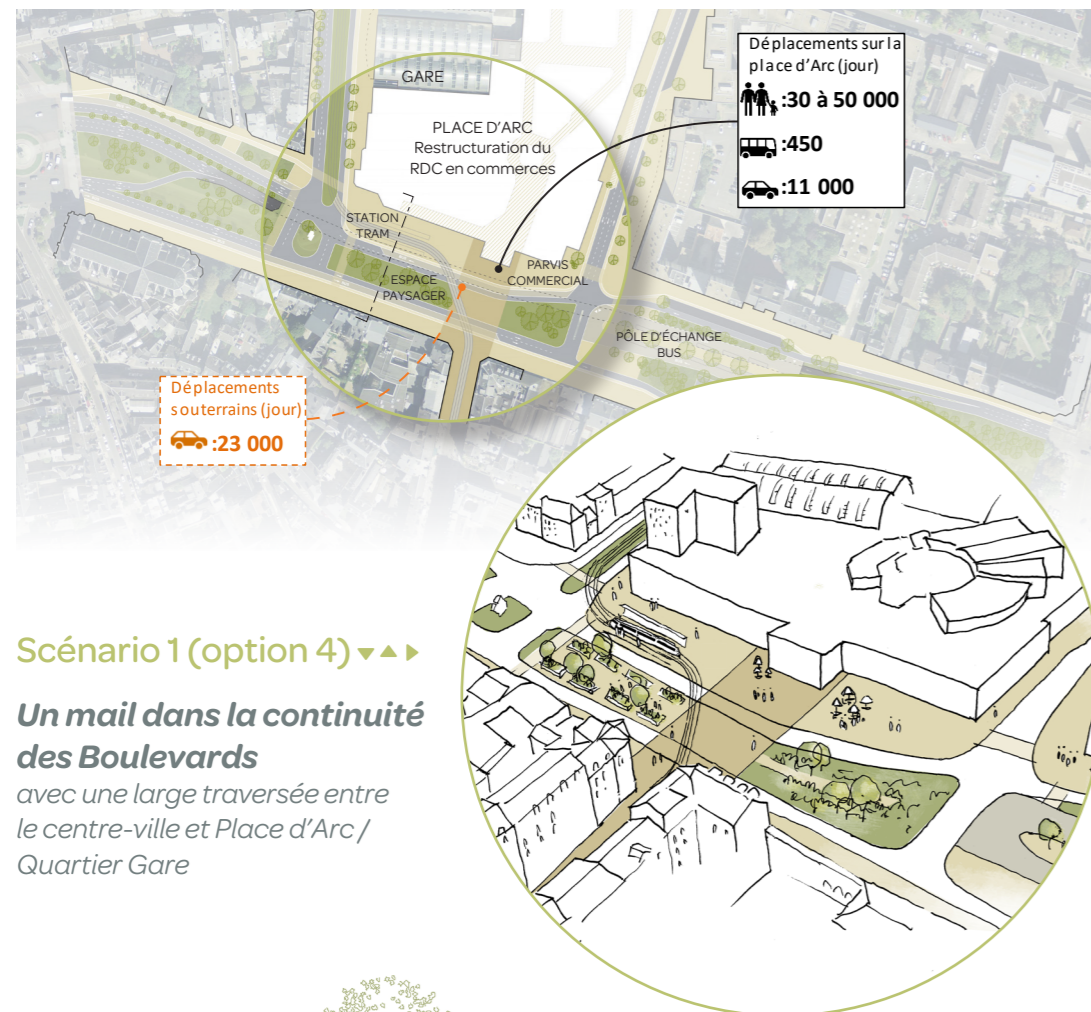 Déplacements sur la
place d'Arc (jour)
:30 à 50 000
:450
:11 000
GARE
PLACE D'ARC
Restructuration du
RDC en commerces
STATION
TRAM
ESPACE
PAYSAGER
PARVIS
COMMERCIAL
PÔLE D'ÉCHANGE
BUS
Déplacements
souterrains (jour)
:23 000
Scénario 1 (option 4)
Un mail dans la continuité
des Boulevards
avec une large traversée entre
le centre-ville et Place d'Arc /
Quartier Gare